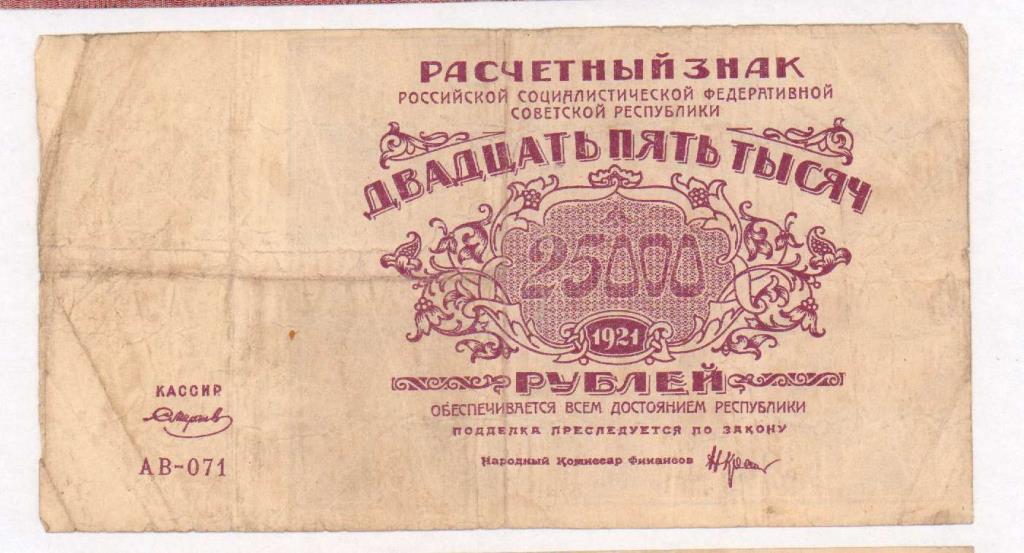 РАСЧЕТНЫЙ ЗНАК
РОССИЙСКОЙ СОЦИАЛИСТИЧЕСКОЙ ФЕДЕРАТИВНОЙ
СОВЕТСКОЙ РЕСПУБЛИКИ
ДВАДЦАТЬ ПЯТЬ ТЫСЯЧ
25000
1921
РУБЛЕЙ
ОБЕСПЕЧИВАЕТСЯ ВСЕМ ДОСТОЯНИЕМ РЕСПУБЛИКИ
ПОДДЕЛКА ПРЕСЛЕДУЕТСЯ ПО ЗАКОНУ
Народный Комиссар Финансов
КАССИР
АВ-071